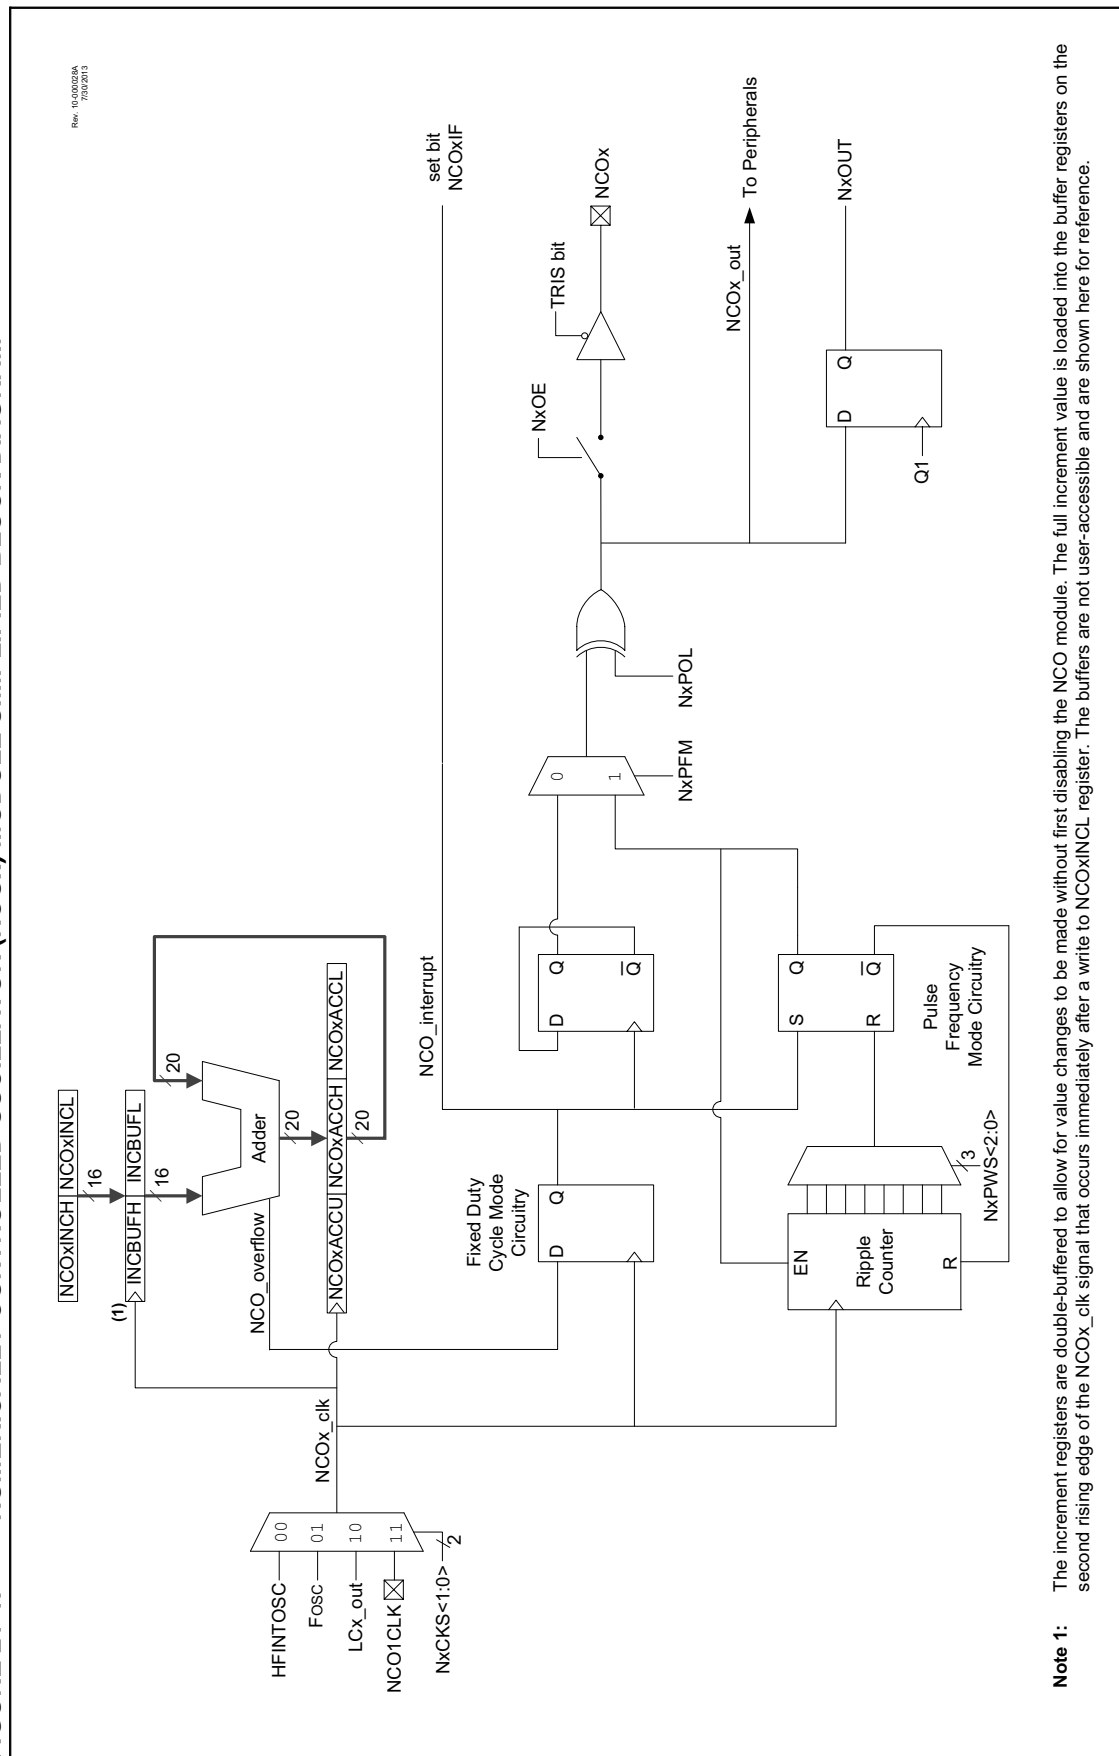 Rev. 10-000028A
7/30/2013
NCOxINCH NCOxINCL
16
(1)
INCBUFH INCBUFL
16
20
Adder
20
NCO_overflow
NCOxACCU NCOxACCH NCOxACCL
20
NCOx_clk
HFINTOSC
00
FOSC
01
LCx_out
10
NCO1CLK
11
NxCKS<1:0>
2
NCO_interrupt
set bit
NCOxIF
Fixed Duty
Cycle Mode
Circuitry
D Q
D Q
Q
0
1
NxPFM
NxPOL
NxOE
TRIS bit
NCOx
NCOx_out
To Peripherals
D Q
Q1
NxOUT
EN
Ripple
Counter
R
NxPWS<2:0>
3
S Q
R Q
Pulse
Frequency
Mode Circuitry
Note 1: The increment registers are double-buffered to allow for value changes to be made without first disabling the NCO module. The full increment value is loaded into the buffer registers on the
second rising edge of the NCOx_clk signal that occurs immediately after a write to NCOxINCL register. The buffers are not user-accessible and are shown here for reference.